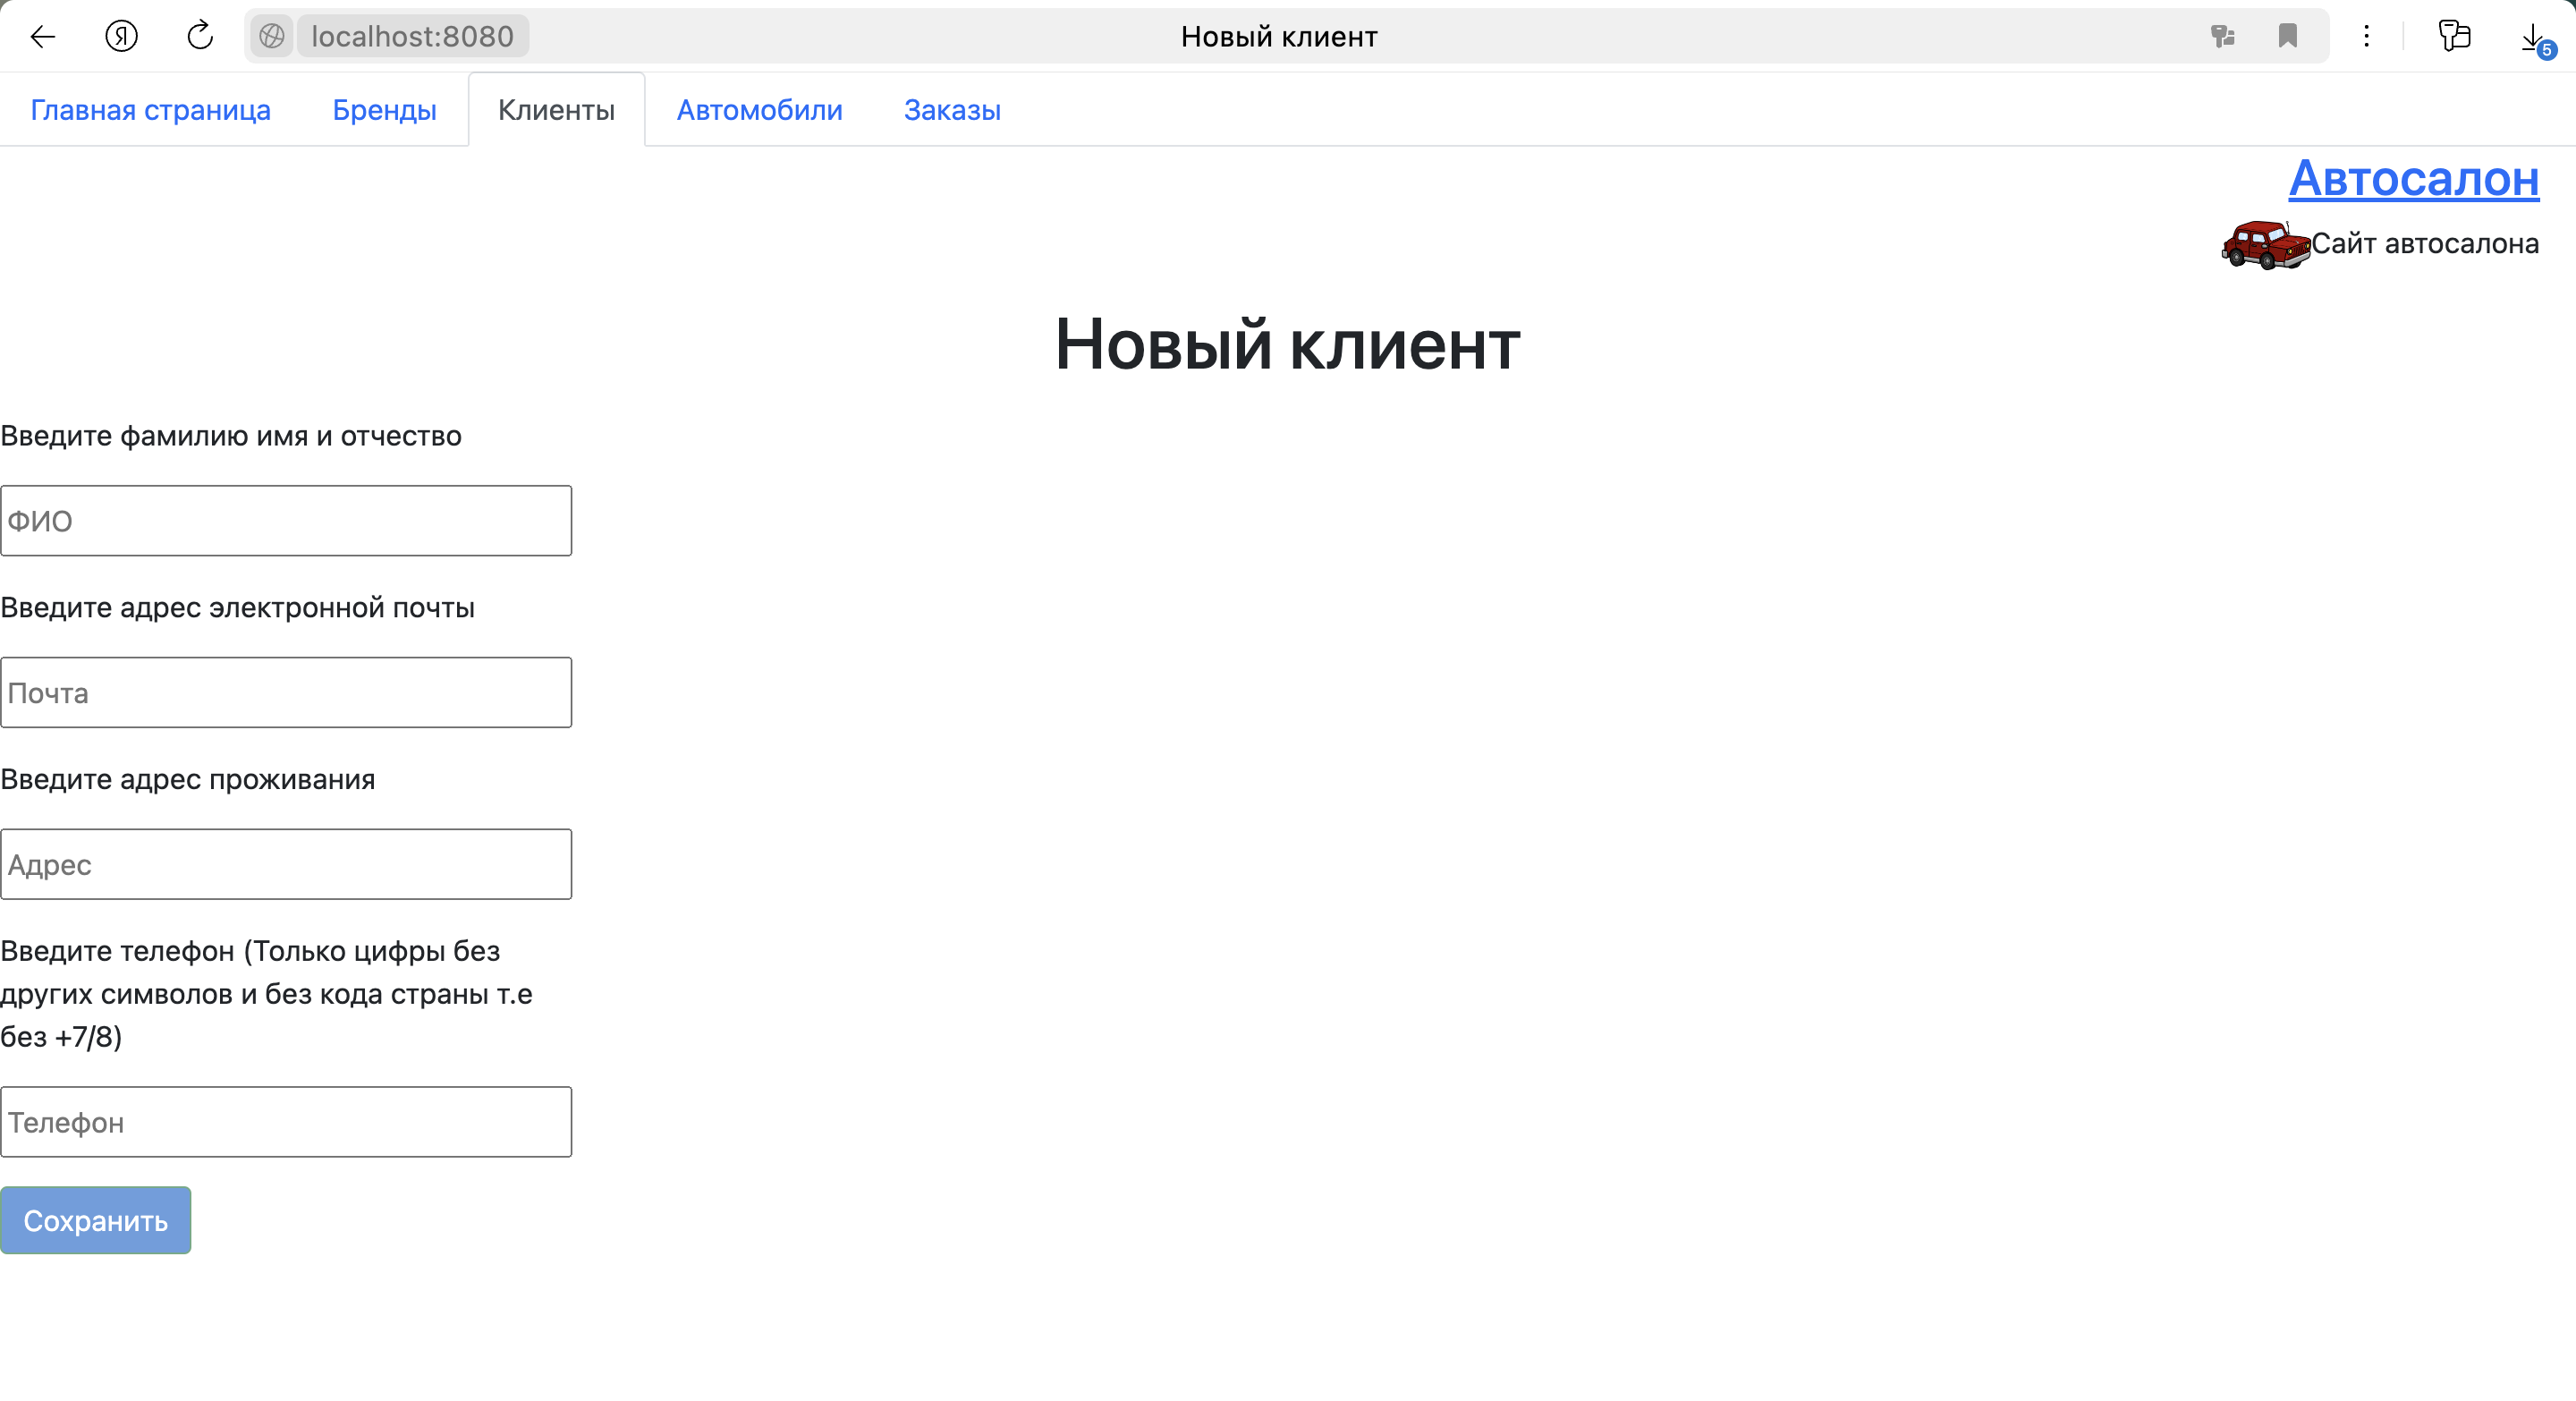 localhost:8080
Новый клиент
5
Главная страница
Бренды
Клиенты
Автомобили
Заказы
Автосалон
Сайт автосалона
Новый клиент
Введите фамилию имя и отчество
ФИО
Введите адрес электронной почты
Почта
Введите адрес проживания
Адрес
Введите телефон (Только цифры без
других символов и без кода страны т.е
без +7/8)
Телефон
Сохранить